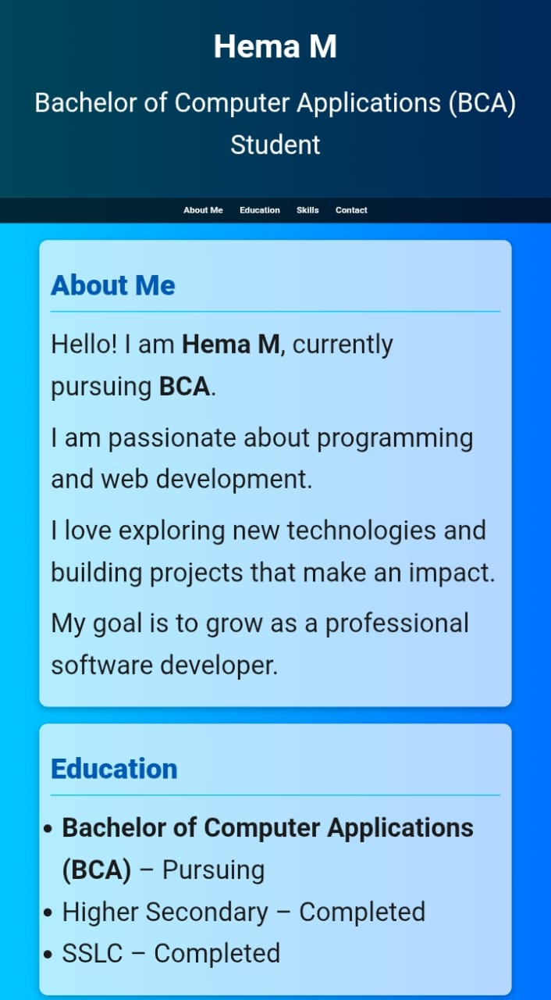 Hema M
Bachelor of Computer Applications (BCA)
Student
About Me Education Skills Contact
About Me
Hello! I am Hema M, currently
pursuing BCA.
I am passionate about programming
and web development.
I love exploring new technologies and
building projects that make an impact.
My goal is to grow as a professional
software developer.
Education
• Bachelor of Computer Applications
(BCA) – Pursuing
• Higher Secondary – Completed
• SSLC – Completed